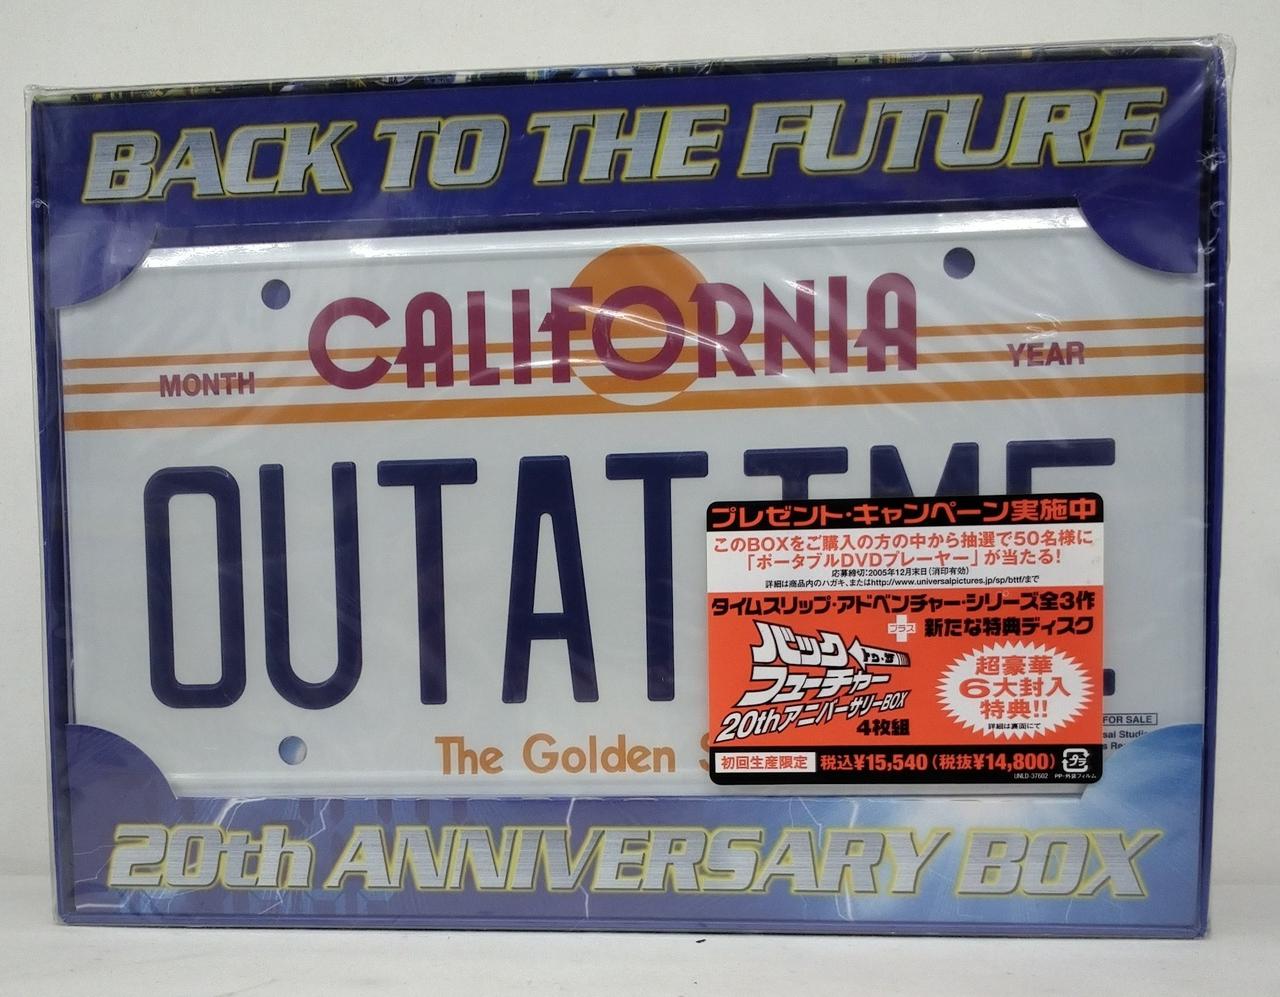 BACK TO THE FUTURE
CALIFORNIA
MONTH
YEAR
OUTAT
The Golden
プレゼント・キャンペーン実施中
このBOXをご購入の方の中から抽選で50名様に
「ポータブルDVDプレーヤー」が当たる!
応募締切:2005年12月末日(消印有効)
詳細は商品内のハガキ、またはhttp://www.universalpictures.jp/sp/bttf/まで
タイムスリップ・アドベンチャー・シリーズ全3作
プラス
新たな特典ディスク
バック
トゥ・ザ
フューチャー
20thアニバーサリーBOX
4枚組
超豪華
6大封入
特典!!
詳細は裏面にて
初回生産限定 税込¥15,540(税抜¥14,800)
UNLD-37602
プラ
PP・外装フィルム
FOR SALE
20th ANNIVERSARY BOX